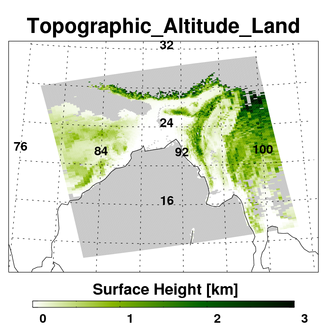 Topographic_Altitude_Land
32
24
76
84
92
100
16
Surface Height [km]
0 1 2 3